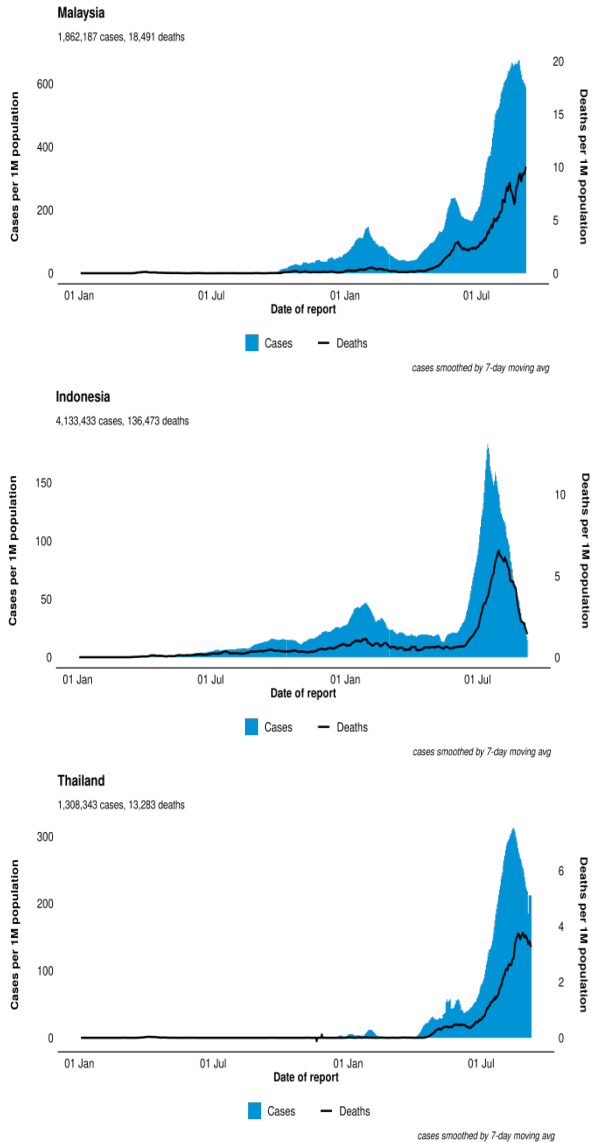 Malaysia
1,862,187 cases, 18,491 deaths
Cases per 1M population
Deaths per 1M population
600
400
200
0
20
15
10
5
0
01 Jan 01 Jul 01 Jan 01 Jul
Date of report
Cases Deaths
cases smoothed by 7-day moving avg
Indonesia
4,133,433 cases, 136,473 deaths
Cases per 1M population
Deaths per 1M population
150
100
50
0
10
5
0
01 Jan 01 Jul 01 Jan 01 Jul
Date of report
Cases Deaths
cases smoothed by 7-day moving avg
Thailand
1,308,343 cases, 13,283 deaths
Cases per 1M population
Deaths per 1M population
300
200
100
0
6
4
2
0
01 Jan 01 Jul 01 Jan 01 Jul
Date of report
Cases Deaths
cases smoothed by 7-day moving avg